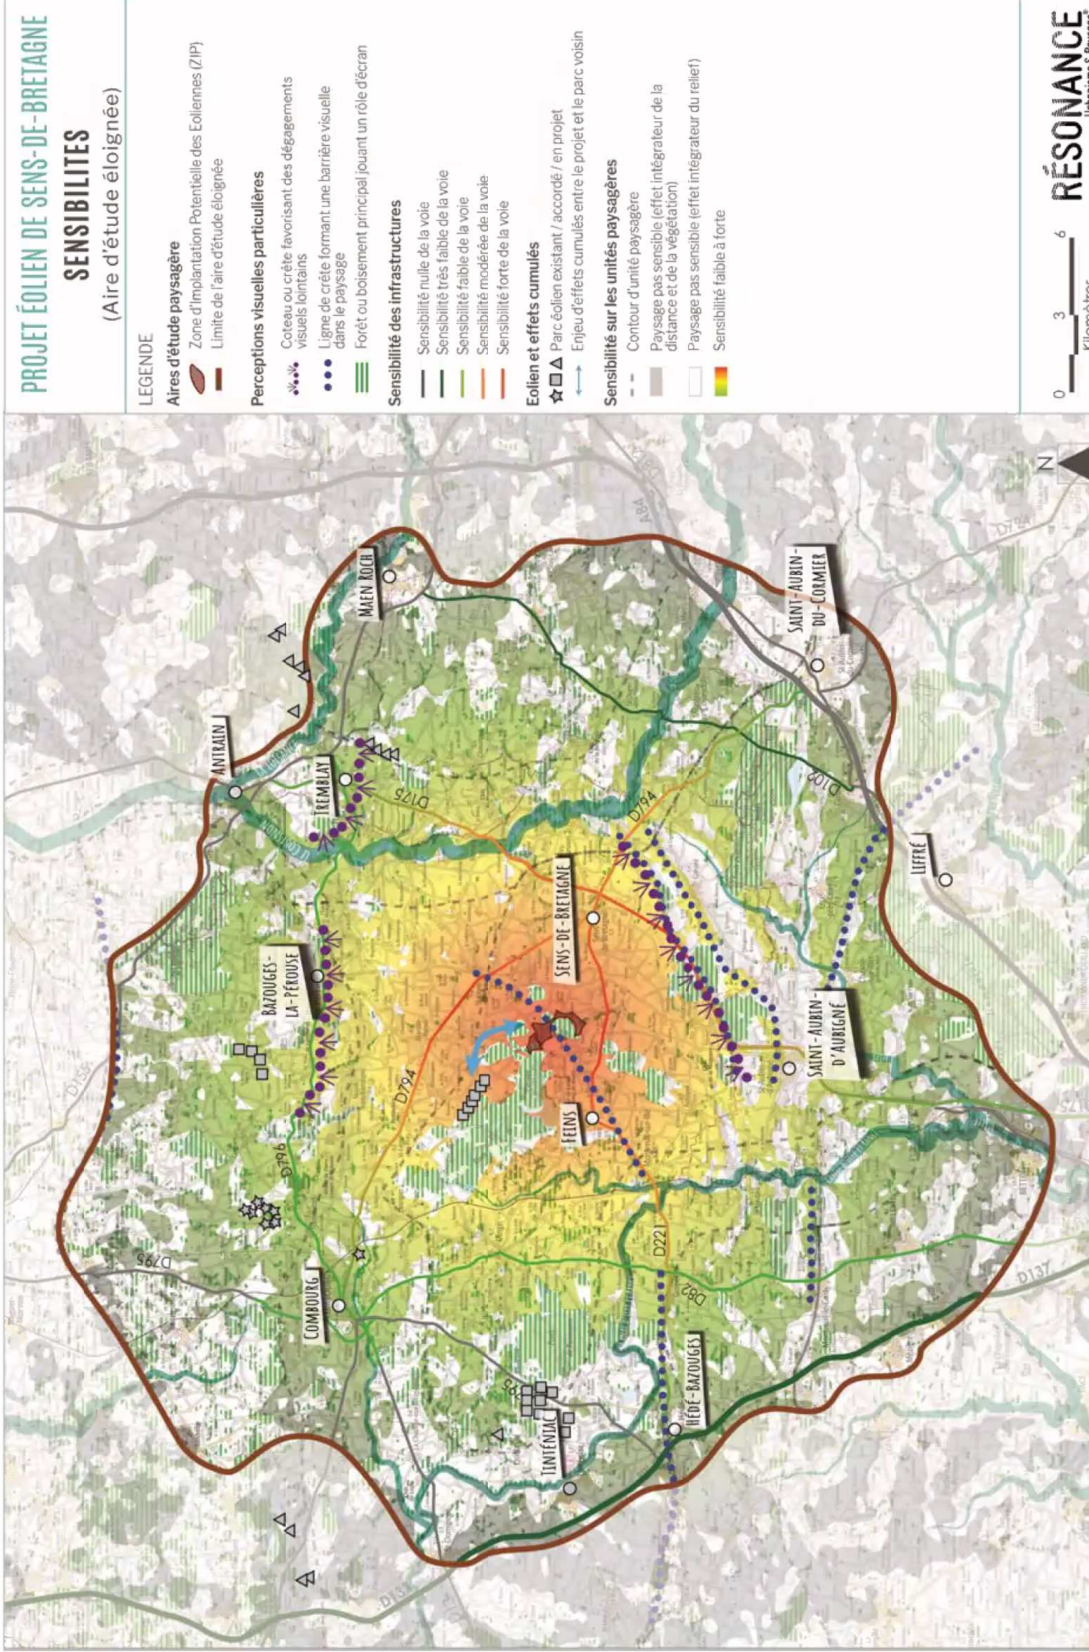 PROJET ÉOLIEN DE SENS-DE-BRETAGNE
SENSIBILITES
(Aire d'étude éloignée)
LEGENDE
Aires d'étude paysagère
Zone d'Implantation Potentielle des Eoliennes (ZIP)
Limite de l'aire d'étude éloignée
Perceptions visuelles particulières
Coteau ou crête favorisant des dégagements
visuels lointains
Ligne de crête formant une barrière visuelle
dans le paysage
Forêt ou boisement principal jouant un rôle d'écran
Sensibilité des infrastructures
Sensibilité nulle de la voie
Sensibilité très faible de la voie
Sensibilité faible de la voie
Sensibilité modérée de la voie
Sensibilité forte de la voie
Eolien et effets cumulés
Parc éolien existant / accordé / en projet
Enjeu d'effets cumulés entre le projet et le parc voisin
Sensibilité sur les unités paysagères
Contour d'unité paysagère
Paysage pas sensible (effet intégrateur de la
distance et de la végétation)
Paysage pas sensible (effet intégrateur du relief)
Sensibilité faible à forte
0 3 6
Kilomètres
RÉSONANCE
N
ANTRAIN
MAEN ROCH
TREMBLAY
D175
BAZOUGES-
LA-PÉROUSE
D796
D795
COMBOURG
D794
SENS-DE-BRETAGNE
D794
FEINS
D221
D82
TINTÉNIAC
HÉDÉ-BAZOUGES
D137
SAINT-AUBIN-
D'AUBIGNÉ
SAINT-AUBIN-
DU-CORMIER
LIFFRÉ
D102
A84